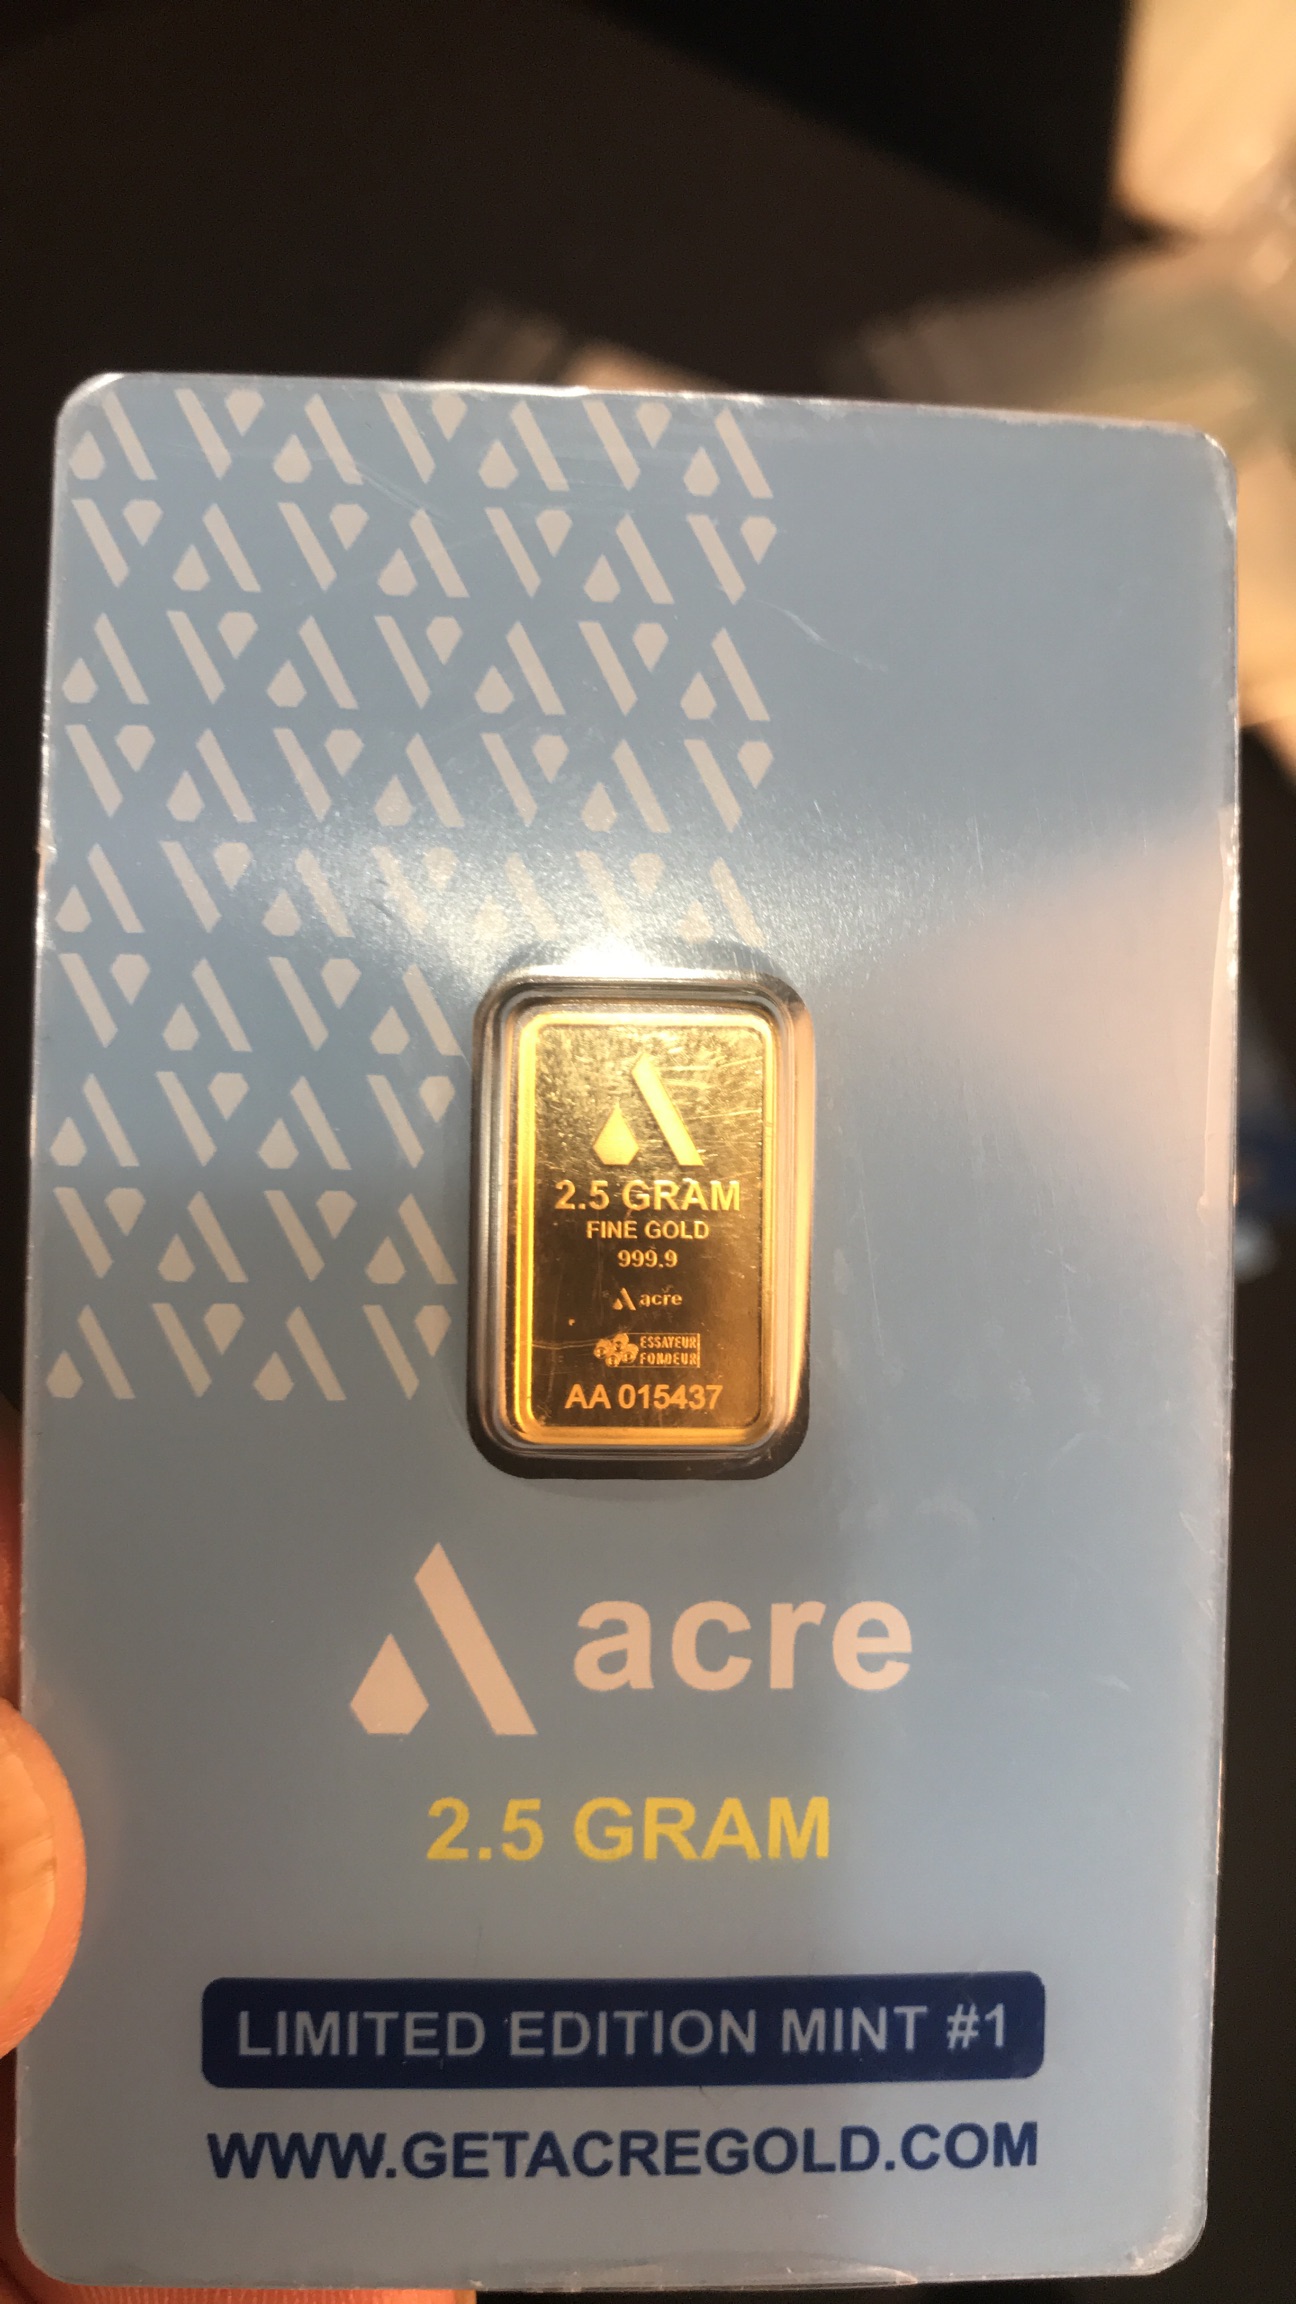 2.5 GRAM
FINE GOLD
999.9
acre
ESSAYEUR
FONDEUR
AA 015437
acre
2.5 GRAM
LIMITED EDITION MINT #1
WWW.GETACREGOLD.COM